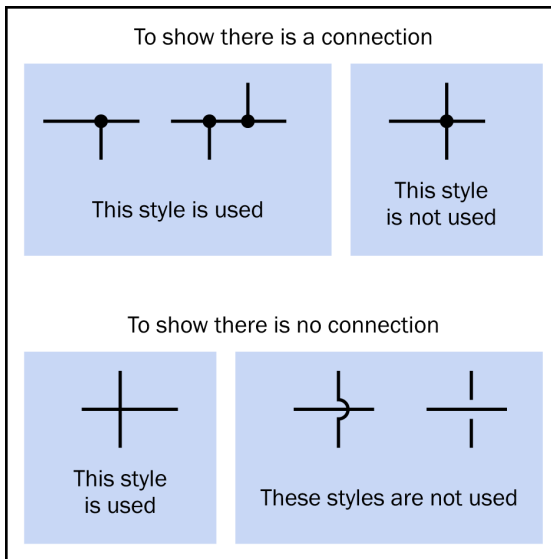 To show there is a connection
This style is used
This style
is not used
To show there is no connection
This style
is used
These styles are not used